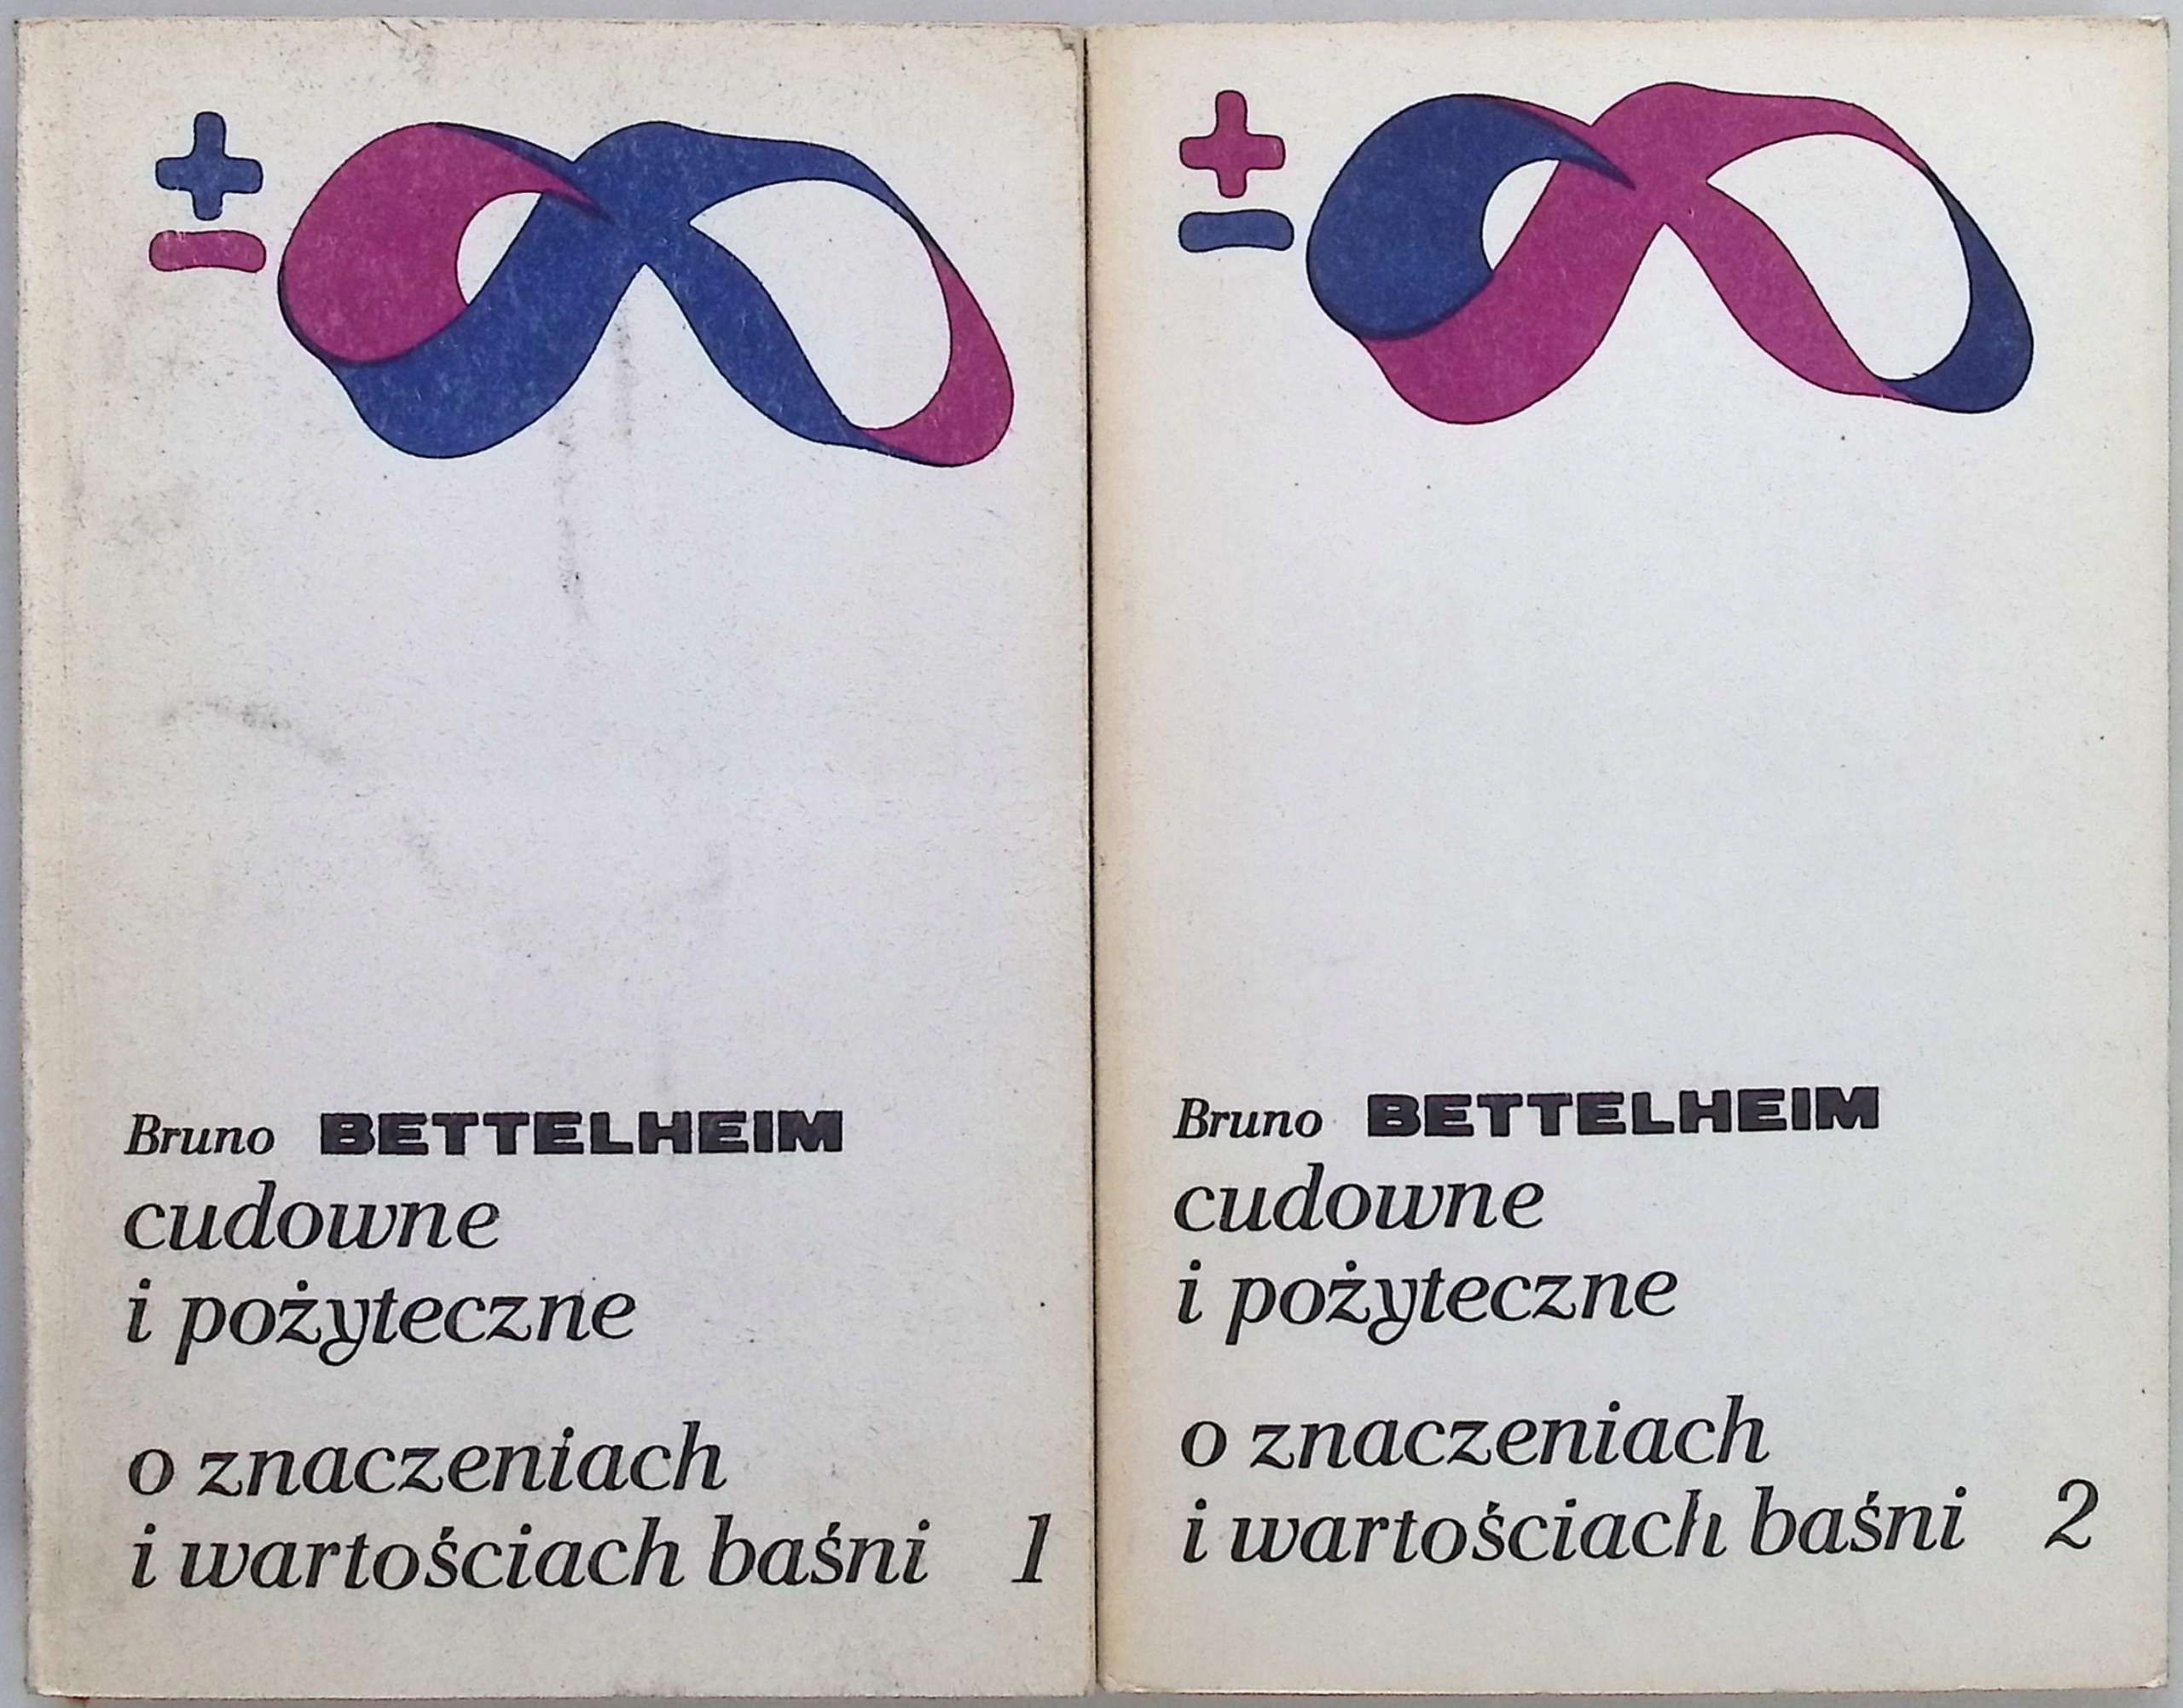 ±
Bruno BETTELHEIM
cudowne
i pożyteczne
o znaczeniach
i wartościach baśni 1
±
Bruno BETTELHEIM
cudowne
i pożyteczne
o znaczeniach
i wartościach baśni 2